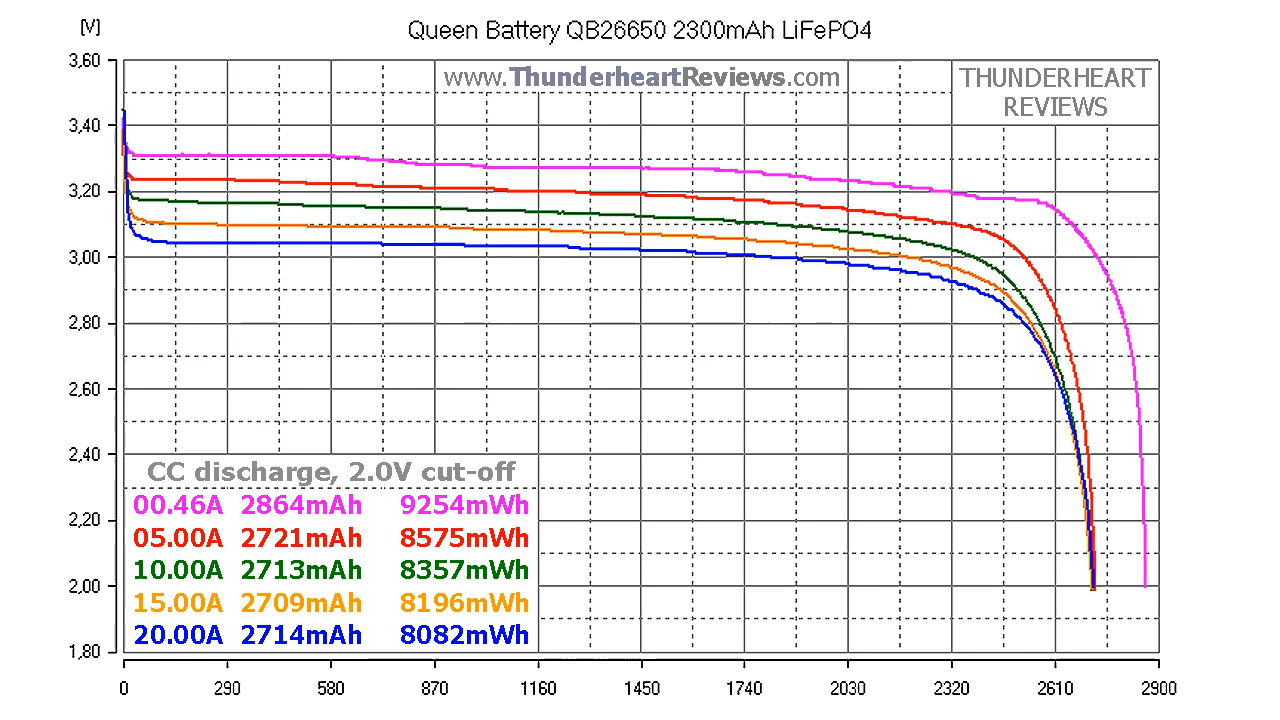 [V]
Queen Battery QB26650 2300mAh LiFePO4
www.ThunderheartReviews.com
THUNDERHEART
REVIEWS
3,60
3,40
3,20
3,00
2,80
2,60
2,40
2,20
2,00
1,80
CC discharge, 2.0V cut-off
00.46A 2864mAh 9254mWh
05.00A 2721mAh 8575mWh
10.00A 2713mAh 8357mWh
15.00A 2709mAh 8196mWh
20.00A 2714mAh 8082mWh
0 290 580 870 1160 1450 1740 2030 2320 2610 2900